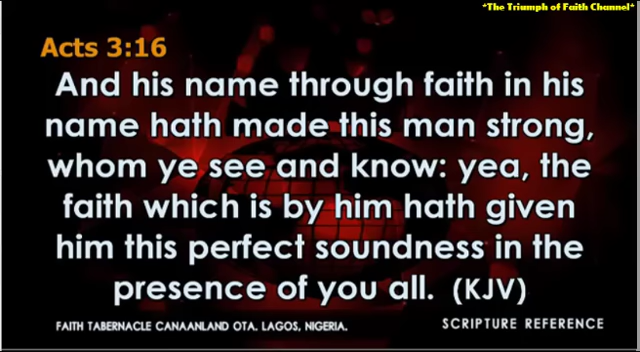 *The Triumph of Faith Channel*
Acts 3:16
And his name through faith in his
name hath made this man strong,
whom ye see and know: yea, the
faith which is by him hath given
him this perfect soundness in the
presence of you all. (KJV)
FAITH TABERNACLE CANAANLAND OTA. LAGOS, NIGERIA.
SCRIPTURE REFERENCE